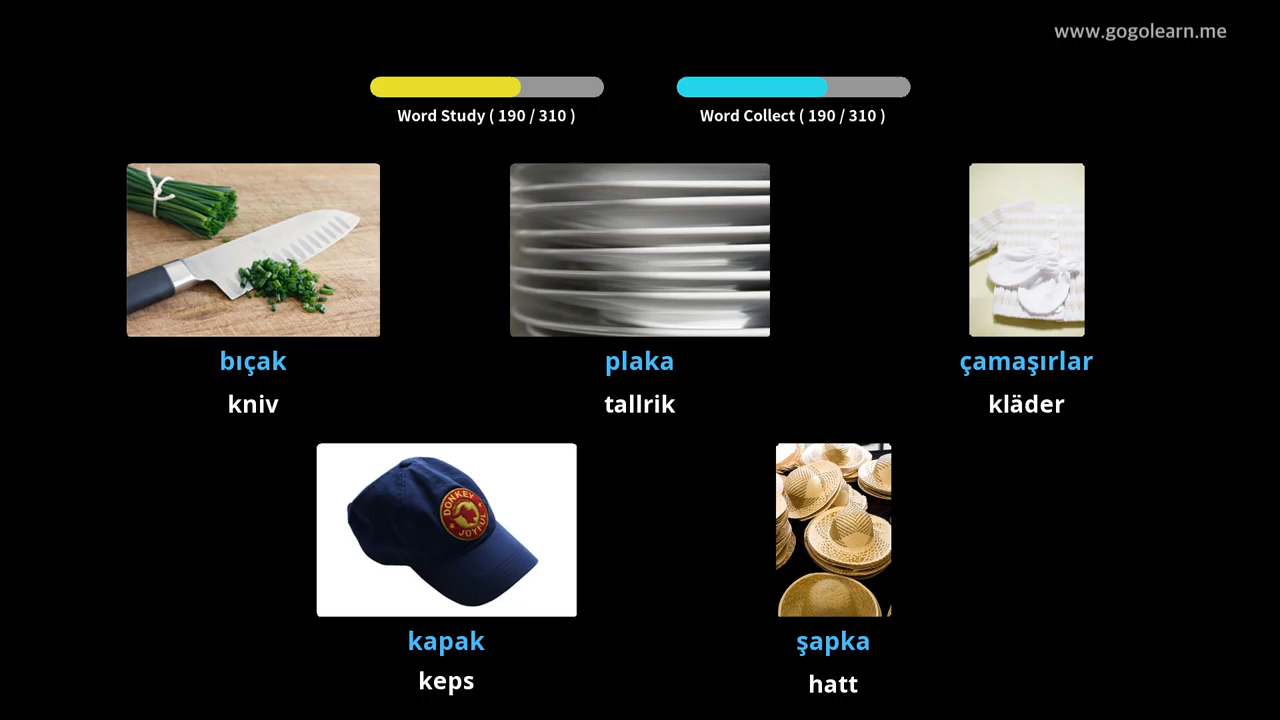 www.gogolearn.me
Word Study ( 190 / 310 )
Word Collect ( 190 / 310 )
bıçak
plaka
çamaşırlar
kniv
tallrik
kläder
DONKEY
JOYFUL
kapak
şapka
keps
hatt